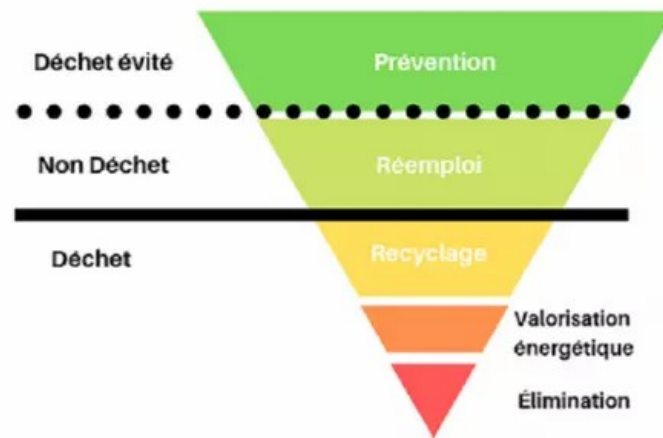 Déchet évité
Prévention
Non Déchet
Réemploi
Déchet
Recyclage
Valorisation
énergétique
Élimination